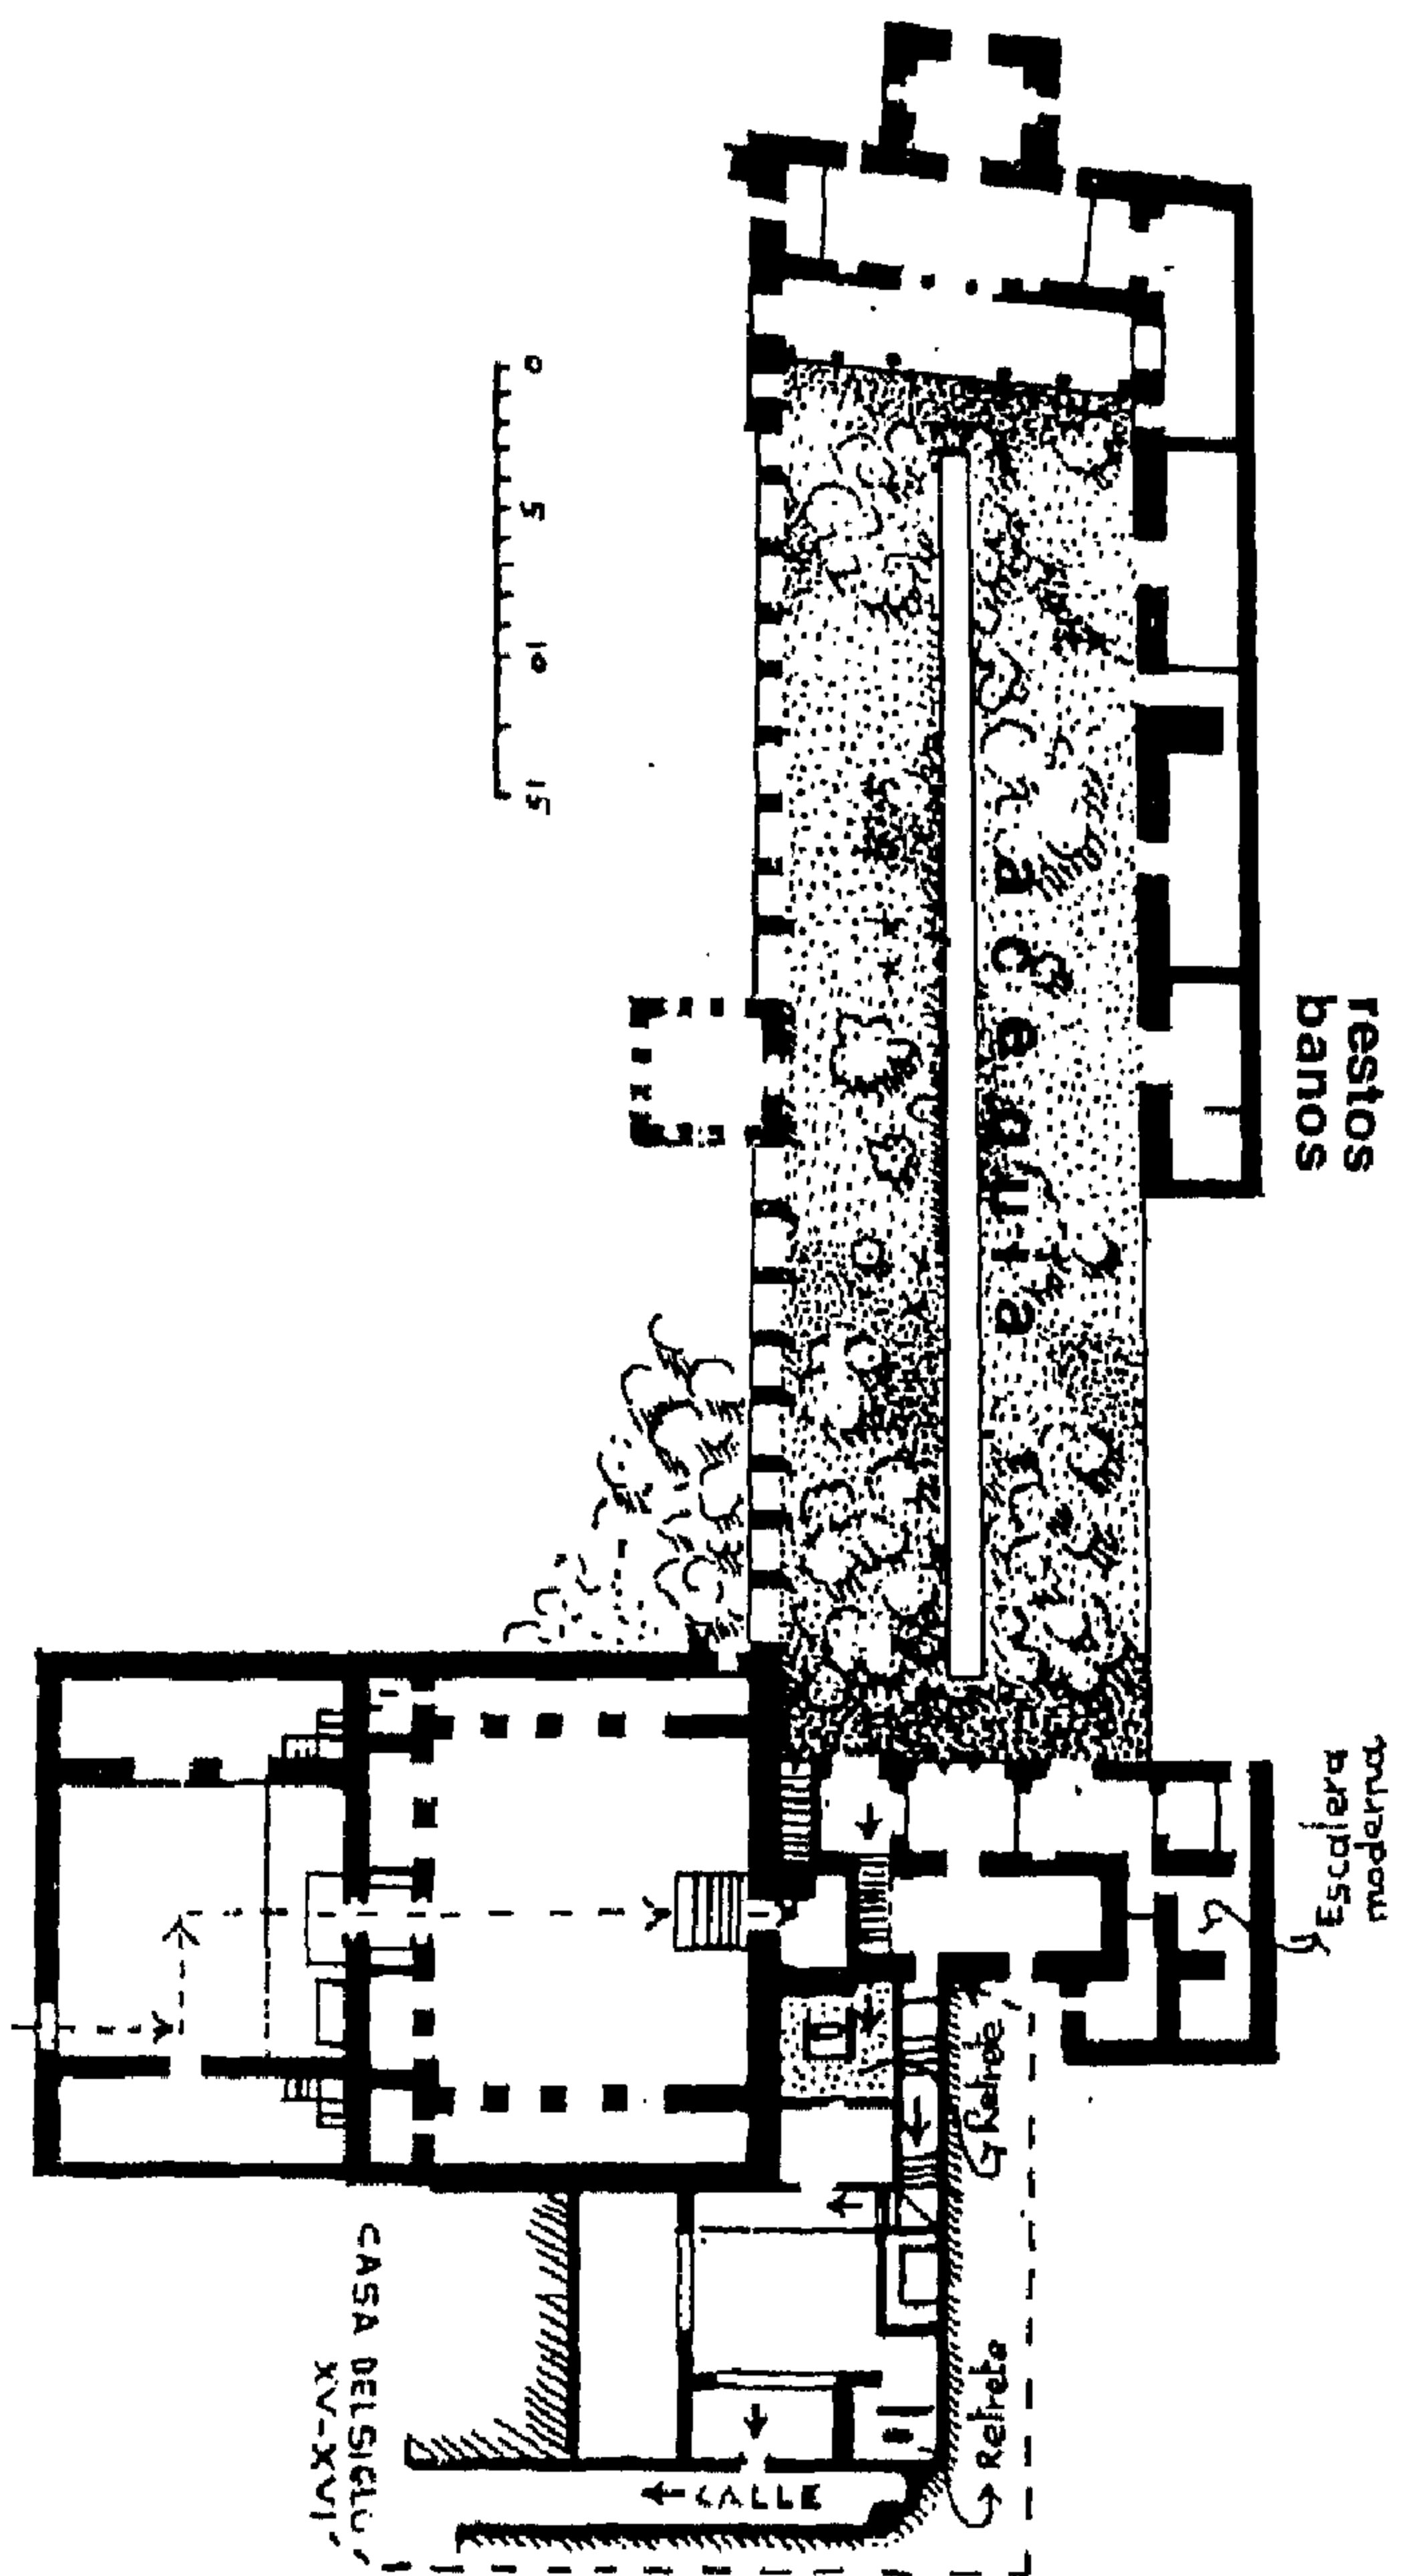 0
5
10
15
acequia
restos
banos
Escalera
moderna
Retrete
Retrete
CALLE
CASA DEL SIGLO
XV-XVI